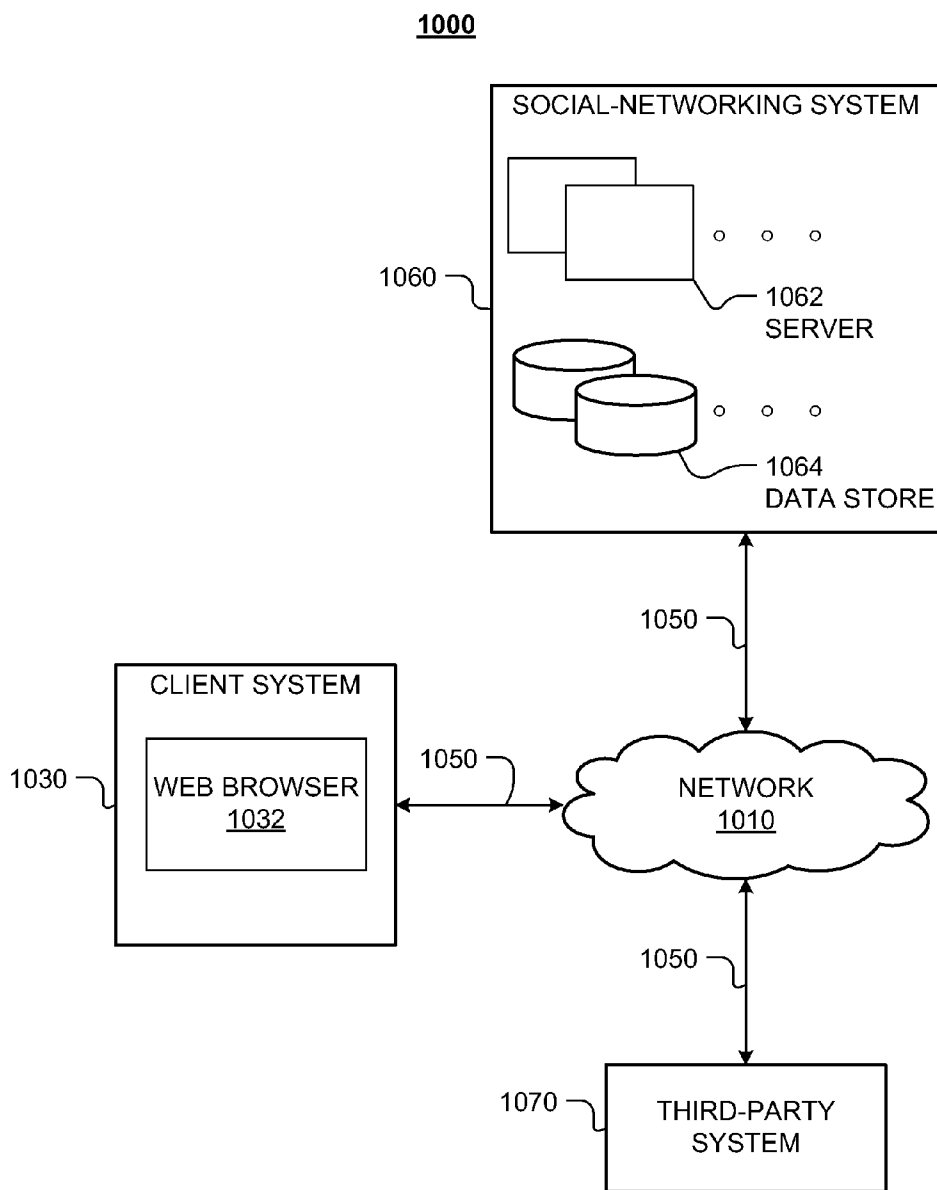 1000
SOCIAL-NETWORKING SYSTEM
1060
1062
SERVER
1064
DATA STORE
1050
CLIENT SYSTEM
1030
WEB BROWSER
1032
1050
NETWORK
1010
1050
1070
THIRD-PARTY
SYSTEM